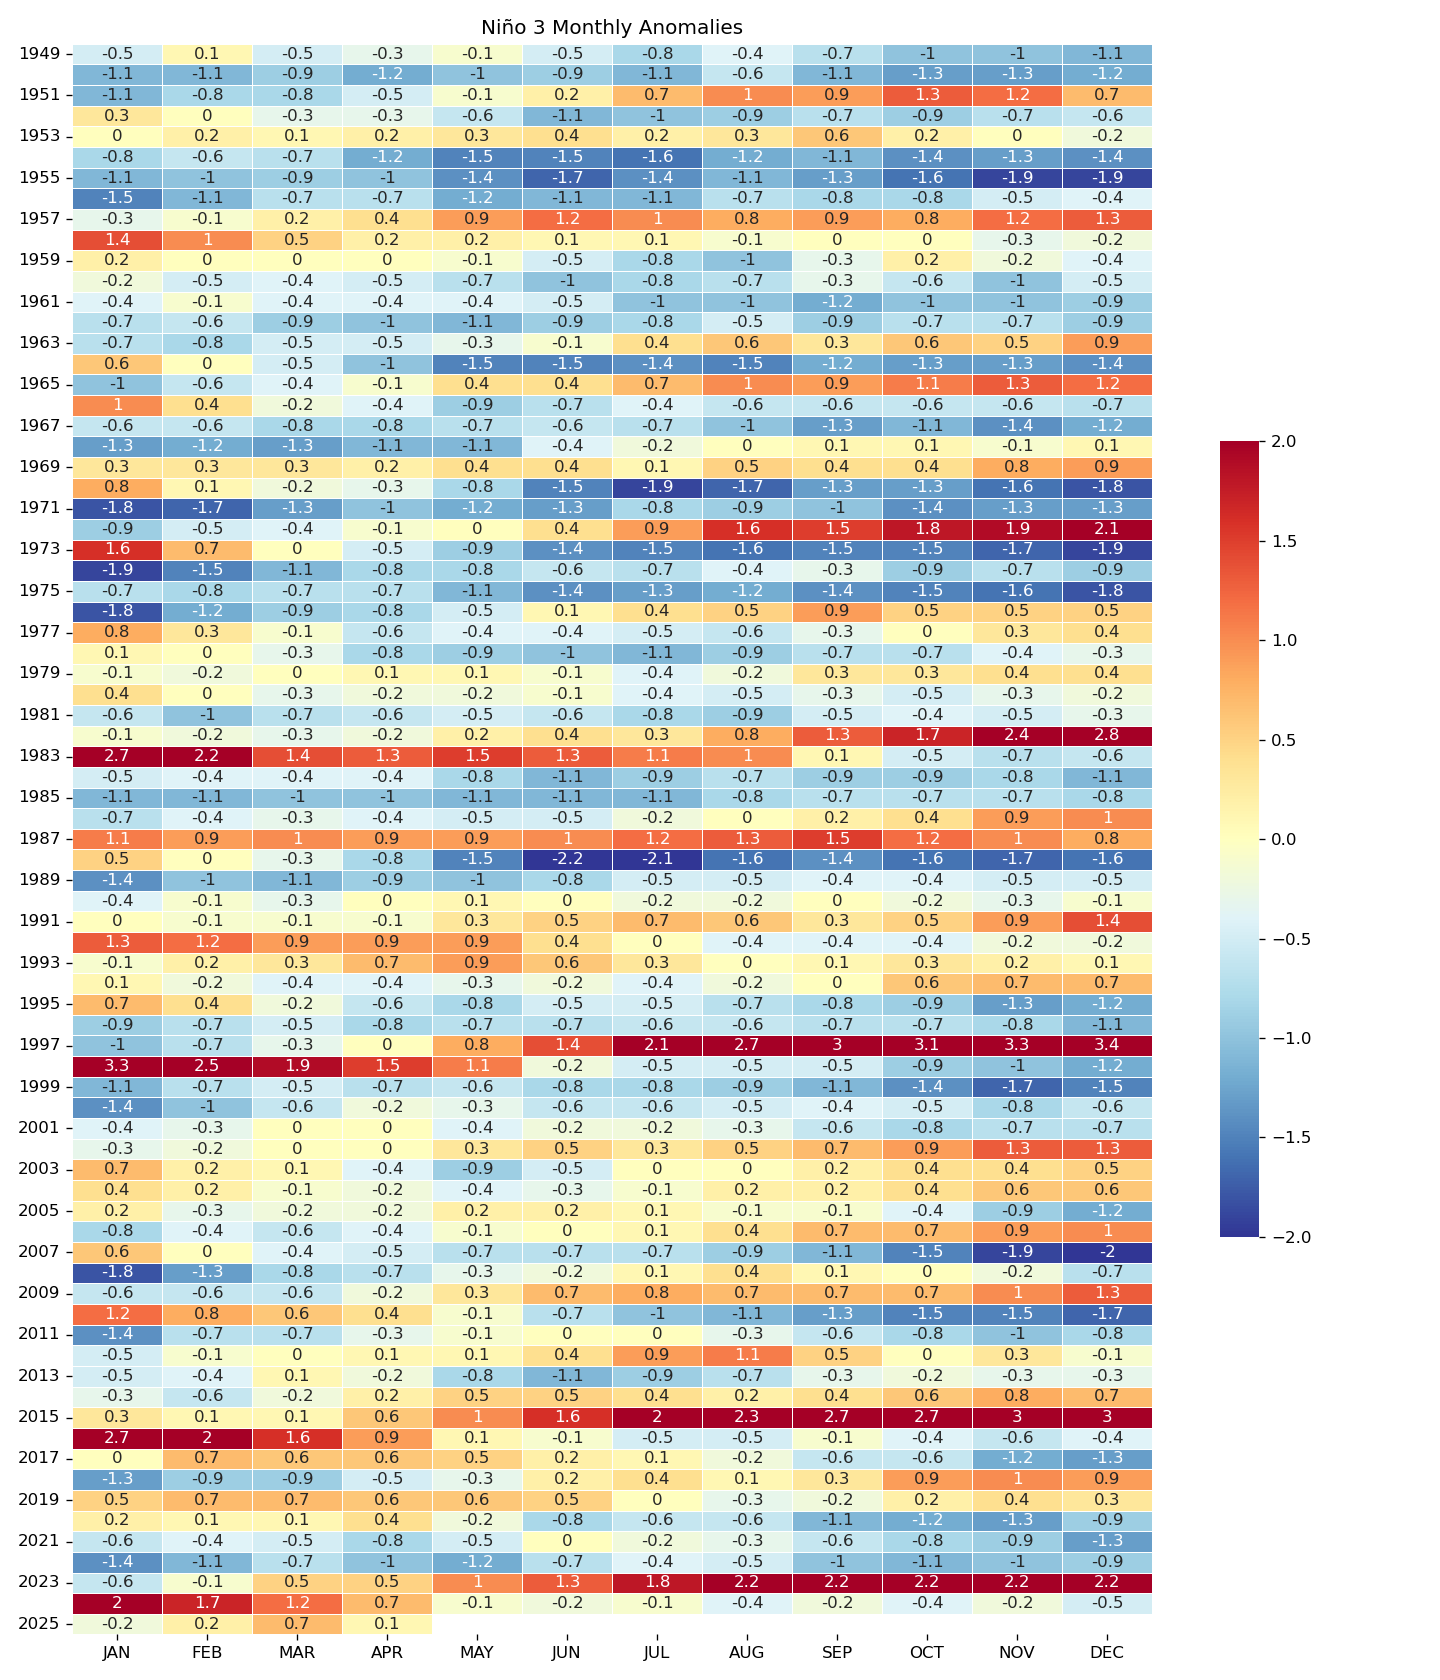 Niño 3 Monthly Anomalies
1949 -0.5 0.1 -0.5 -0.3 -0.1 -0.5 -0.8 -0.4 -0.7 -1 -1 -1.1
-1.1 -1.1 -0.9 -1.2 -1 -0.9 -1.1 -0.6 -1.1 -1.3 -1.3 -1.2
1951 -1.1 -0.8 -0.8 -0.5 -0.1 0.2 0.7 1 0.9 1.3 1.2 0.7
0.3 0 -0.3 -0.3 -0.6 -1.1 -1 -0.9 -0.7 -0.9 -0.7 -0.6
1953 0 0.2 0.1 0.2 0.3 0.4 0.2 0.3 0.6 0.2 0 -0.2
-0.8 -0.6 -0.7 -1.2 -1.5 -1.5 -1.6 -1.2 -1.1 -1.4 -1.3 -1.4
1955 -1.1 -1 -0.9 -1 -1.4 -1.7 -1.4 -1.1 -1.3 -1.6 -1.9 -1.9
-1.5 -1.1 -0.7 -0.7 -1.2 -1.1 -1.1 -0.7 -0.8 -0.8 -0.5 -0.4
1957 -0.3 -0.1 0.2 0.4 0.9 1.2 1 0.8 0.9 0.8 1.2 1.3
1.4 1 0.5 0.2 0.2 0.1 0.1 -0.1 0 0 -0.3 -0.2
1959 0.2 0 0 0 -0.1 -0.5 -0.8 -1 -0.3 0.2 -0.2 -0.4
-0.2 -0.5 -0.4 -0.5 -0.7 -1 -0.8 -0.7 -0.3 -0.6 -1 -0.5
1961 -0.4 -0.1 -0.4 -0.4 -0.4 -0.5 -1 -1 -1.2 -1 -1 -0.9
-0.7 -0.6 -0.9 -1 -1.1 -0.9 -0.8 -0.5 -0.9 -0.7 -0.7 -0.9
1963 -0.7 -0.8 -0.5 -0.5 -0.3 -0.1 0.4 0.6 0.3 0.6 0.5 0.9
0.6 0 -0.5 -1 -1.5 -1.5 -1.4 -1.5 -1.2 -1.3 -1.3 -1.4
1965 -1 -0.6 -0.4 -0.1 0.4 0.4 0.7 1 0.9 1.1 1.3 1.2
1 0.4 -0.2 -0.4 -0.9 -0.7 -0.4 -0.6 -0.6 -0.6 -0.6 -0.7
1967 -0.6 -0.6 -0.8 -0.8 -0.7 -0.6 -0.7 -1 -1.3 -1.1 -1.4 -1.2
-1.3 -1.2 -1.3 -1.1 -1.1 -0.4 -0.2 0 0.1 0.1 -0.1 0.1
1969 0.3 0.3 0.3 0.2 0.4 0.4 0.1 0.5 0.4 0.4 0.8 0.9
0.8 0.1 -0.2 -0.3 -0.8 -1.5 -1.9 -1.7 -1.3 -1.3 -1.6 -1.8
1971 -1.8 -1.7 -1.3 -1 -1.2 -1.3 -0.8 -0.9 -1 -1.4 -1.3 -1.3
-0.9 -0.5 -0.4 -0.1 0 0.4 0.9 1.6 1.5 1.8 1.9 2.1
1973 1.6 0.7 0 -0.5 -0.9 -1.4 -1.5 -1.6 -1.5 -1.5 -1.7 -1.9
-1.9 -1.5 -1.1 -0.8 -0.8 -0.6 -0.7 -0.4 -0.3 -0.9 -0.7 -0.9
1975 -0.7 -0.8 -0.7 -0.7 -1.1 -1.4 -1.3 -1.2 -1.4 -1.5 -1.6 -1.8
-1.8 -1.2 -0.9 -0.8 -0.5 0.1 0.4 0.5 0.9 0.5 0.5 0.5
1977 0.8 0.3 -0.1 -0.6 -0.4 -0.4 -0.5 -0.6 -0.3 0 0.3 0.4
0.1 0 -0.3 -0.8 -0.9 -1 -1.1 -0.9 -0.7 -0.7 -0.4 -0.3
1979 -0.1 -0.2 0 0.1 0.1 -0.1 -0.4 -0.2 0.3 0.3 0.4 0.4
0.4 0 -0.3 -0.2 -0.2 -0.1 -0.4 -0.5 -0.3 -0.5 -0.3 -0.2
1981 -0.6 -1 -0.7 -0.6 -0.5 -0.6 -0.8 -0.9 -0.5 -0.4 -0.5 -0.3
-0.1 -0.2 -0.3 -0.2 0.2 0.4 0.3 0.8 1.3 1.7 2.4 2.8
1983 2.7 2.2 1.4 1.3 1.5 1.3 1.1 1 0.1 -0.5 -0.7 -0.6
-0.5 -0.4 -0.4 -0.4 -0.8 -1.1 -0.9 -0.7 -0.9 -0.9 -0.8 -1.1
1985 -1.1 -1.1 -1 -1 -1.1 -1.1 -1.1 -0.8 -0.7 -0.7 -0.7 -0.8
-0.7 -0.4 -0.3 -0.4 -0.5 -0.5 -0.2 0 0.2 0.4 0.9 1
1987 1.1 0.9 1 0.9 0.9 1 1.2 1.3 1.5 1.2 1 0.8
0.5 0 -0.3 -0.8 -1.5 -2.2 -2.1 -1.6 -1.4 -1.6 -1.7 -1.6
1989 -1.4 -1 -1.1 -0.9 -1 -0.8 -0.5 -0.5 -0.4 -0.4 -0.5 -0.5
-0.4 -0.1 -0.3 0 0.1 0 -0.2 -0.2 0 -0.2 -0.3 -0.1
1991 0 -0.1 -0.1 -0.1 0.3 0.5 0.7 0.6 0.3 0.5 0.9 1.4
1.3 1.2 0.9 0.9 0.9 0.4 0 -0.4 -0.4 -0.4 -0.2 -0.2
1993 -0.1 0.2 0.3 0.7 0.9 0.6 0.3 0 0.1 0.3 0.2 0.1
0.1 -0.2 -0.4 -0.4 -0.3 -0.2 -0.4 -0.2 0 0.6 0.7 0.7
1995 0.7 0.4 -0.2 -0.6 -0.8 -0.5 -0.5 -0.7 -0.8 -0.9 -1.3 -1.2
-0.9 -0.7 -0.5 -0.8 -0.7 -0.7 -0.6 -0.6 -0.7 -0.7 -0.8 -1.1
1997 -1 -0.7 -0.3 0 0.8 1.4 2.1 2.7 3 3.1 3.3 3.4
3.3 2.5 1.9 1.5 1.1 -0.2 -0.5 -0.5 -0.5 -0.9 -1 -1.2
1999 -1.1 -0.7 -0.5 -0.7 -0.6 -0.8 -0.8 -0.9 -1.1 -1.4 -1.7 -1.5
-1.4 -1 -0.6 -0.2 -0.3 -0.6 -0.6 -0.5 -0.4 -0.5 -0.8 -0.6
2001 -0.4 -0.3 0 0 -0.4 -0.2 -0.2 -0.3 -0.6 -0.8 -0.7 -0.7
-0.3 -0.2 0 0 0.3 0.5 0.3 0.5 0.7 0.9 1.3 1.3
2003 0.7 0.2 0.1 -0.4 -0.9 -0.5 0 0 0.2 0.4 0.4 0.5
0.4 0.2 -0.1 -0.2 -0.4 -0.3 -0.1 0.2 0.2 0.4 0.6 0.6
2005 0.2 -0.3 -0.2 -0.2 0.2 0.2 0.1 -0.1 -0.1 -0.4 -0.9 -1.2
-0.8 -0.4 -0.6 -0.4 -0.1 0 0.1 0.4 0.7 0.7 0.9 1
2007 0.6 0 -0.4 -0.5 -0.7 -0.7 -0.7 -0.9 -1.1 -1.5 -1.9 -2
-1.8 -1.3 -0.8 -0.7 -0.3 -0.2 0.1 0.4 0.1 0 -0.2 -0.7
2009 -0.6 -0.6 -0.6 -0.2 0.3 0.7 0.8 0.7 0.7 0.7 1 1.3
1.2 0.8 0.6 0.4 -0.1 -0.7 -1 -1.1 -1.3 -1.5 -1.5 -1.7
2011 -1.4 -0.7 -0.7 -0.3 -0.1 0 0 -0.3 -0.6 -0.8 -1 -0.8
-0.5 -0.1 0 0.1 0.1 0.4 0.9 1.1 0.5 0 0.3 -0.1
2013 -0.5 -0.4 0.1 -0.2 -0.8 -1.1 -0.9 -0.7 -0.3 -0.2 -0.3 -0.3
-0.3 -0.6 -0.2 0.2 0.5 0.5 0.4 0.2 0.4 0.6 0.8 0.7
2015 0.3 0.1 0.1 0.6 1 1.6 2 2.3 2.7 2.7 3 3
2.7 2 1.6 0.9 0.1 -0.1 -0.5 -0.5 -0.1 -0.4 -0.6 -0.4
2017 0 0.7 0.6 0.6 0.5 0.2 0.1 -0.2 -0.6 -0.6 -1.2 -1.3
-1.3 -0.9 -0.9 -0.5 -0.3 0.2 0.4 0.1 0.3 0.9 1 0.9
2019 0.5 0.7 0.7 0.6 0.6 0.5 0 -0.3 -0.2 0.2 0.4 0.3
0.2 0.1 0.1 0.4 -0.2 -0.8 -0.6 -0.6 -1.1 -1.2 -1.3 -0.9
2021 -0.6 -0.4 -0.5 -0.8 -0.5 0 -0.2 -0.3 -0.6 -0.8 -0.9 -1.3
-1.4 -1.1 -0.7 -1 -1.2 -0.7 -0.4 -0.5 -1 -1.1 -1 -0.9
2023 -0.6 -0.1 0.5 0.5 1 1.3 1.8 2.2 2.2 2.2 2.2 2.2
2 1.7 1.2 0.7 -0.1 -0.2 -0.1 -0.4 -0.2 -0.4 -0.2 -0.5
2025 -0.2 0.2 0.7 0.1
JAN FEB MAR APR MAY JUN JUL AUG SEP OCT NOV DEC
2.0
1.5
1.0
0.5
0.0
−0.5
−1.0
−1.5
−2.0